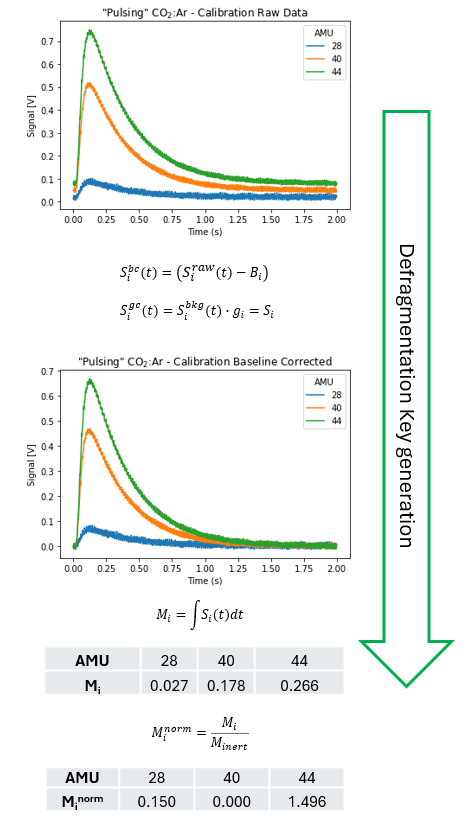 "Pulsing" CO₂:Ar - Calibration Raw Data
AMU
28
40
44
0.7
0.6
0.5
0.4
0.3
0.2
0.1
0.0
Signal [V]
0.00 0.25 0.50 0.75 1.00 1.25 1.50 1.75 2.00
Time (s)
S_i^{bc}(t) = (S_i^{raw}(t) − B_i)
S_i^{gc}(t) = S_i^{bkg}(t) · g_i = S_i
"Pulsing" CO₂:Ar - Calibration Baseline Corrected
AMU
28
40
44
0.7
0.6
0.5
0.4
0.3
0.2
0.1
0.0
Signal [V]
0.00 0.25 0.50 0.75 1.00 1.25 1.50 1.75 2.00
Time (s)
M_i = ∫ S_i(t)dt
AMU 28 40 44
M_i 0.027 0.178 0.266
M_i^{norm} = M_i / M_{inert}
AMU 28 40 44
M_i^{norm} 0.150 0.000 1.496
Defragmentation Key generation